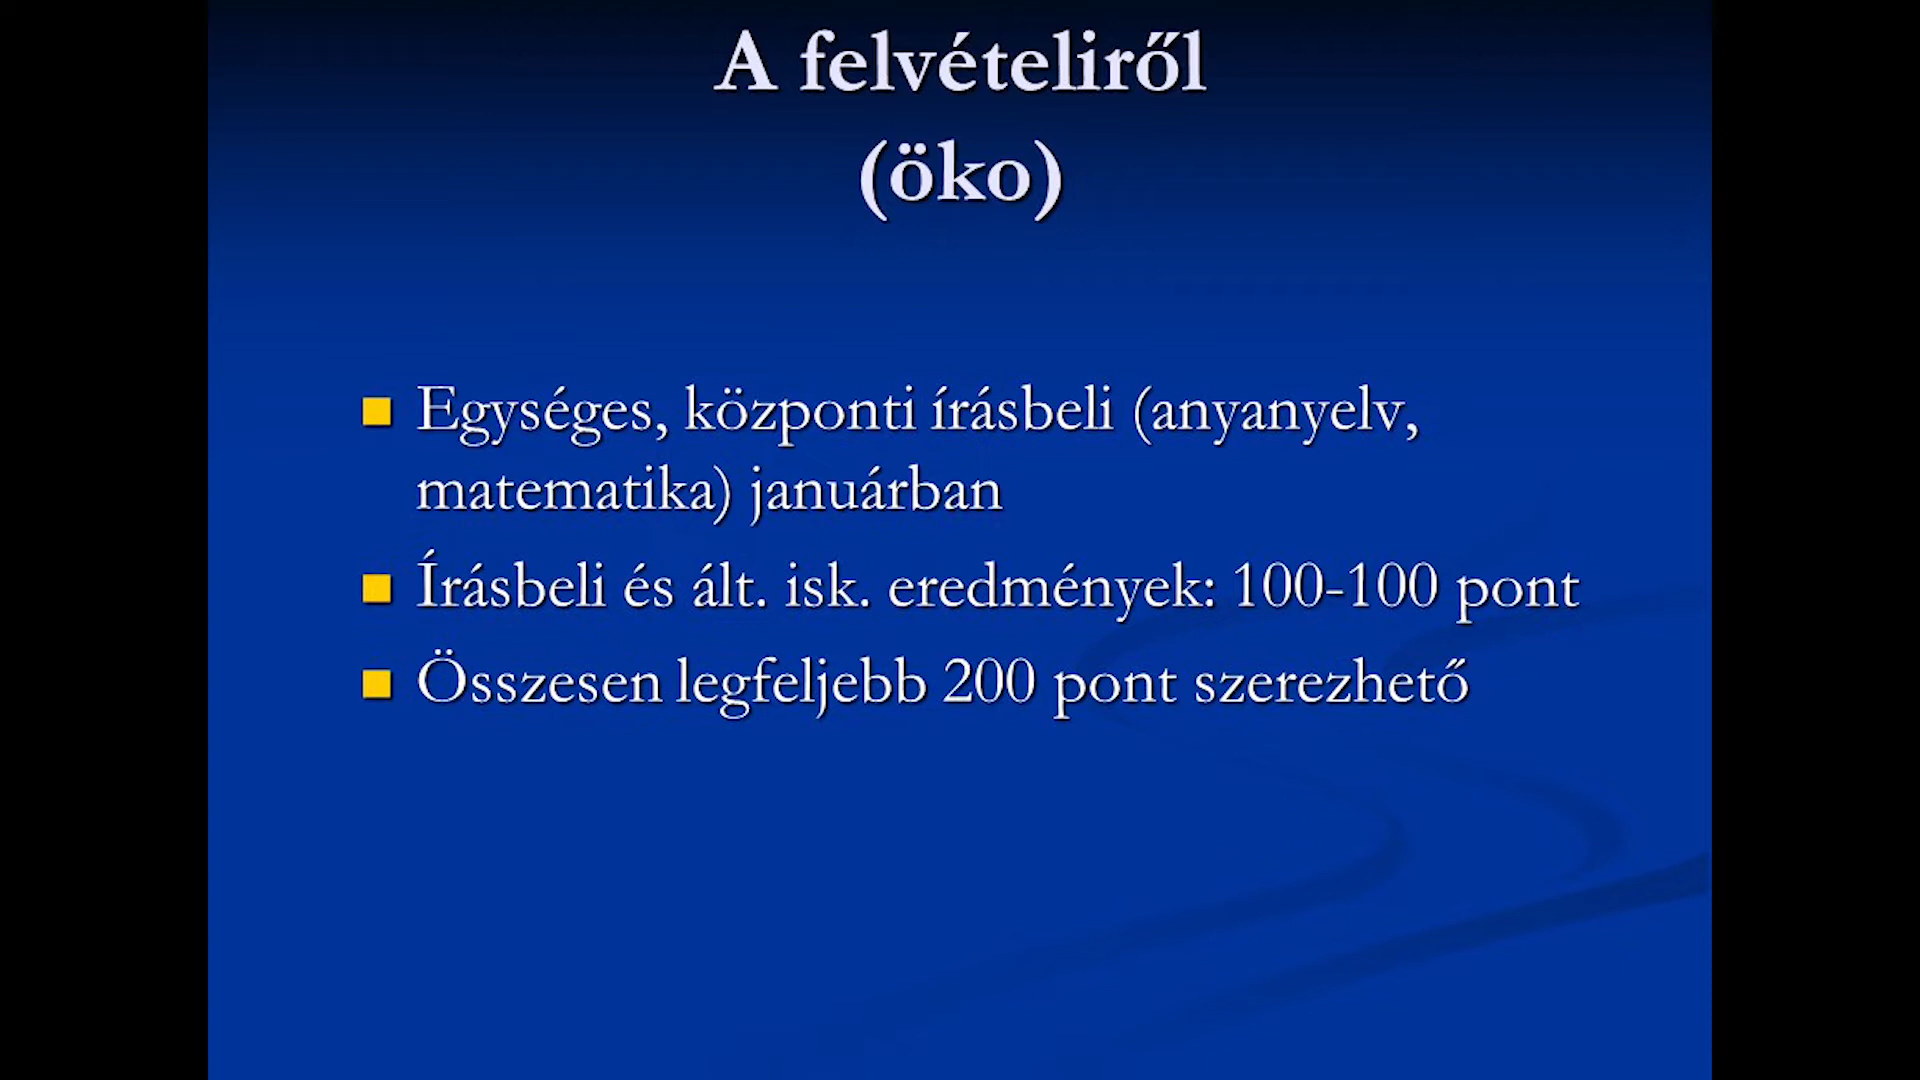 A felvételiről
(öko)
Egységes, központi írásbeli (anyanyelv,
matematika) januárban
Írásbeli és ált. isk. eredmények: 100-100 pont
Összesen legfeljebb 200 pont szerezhető